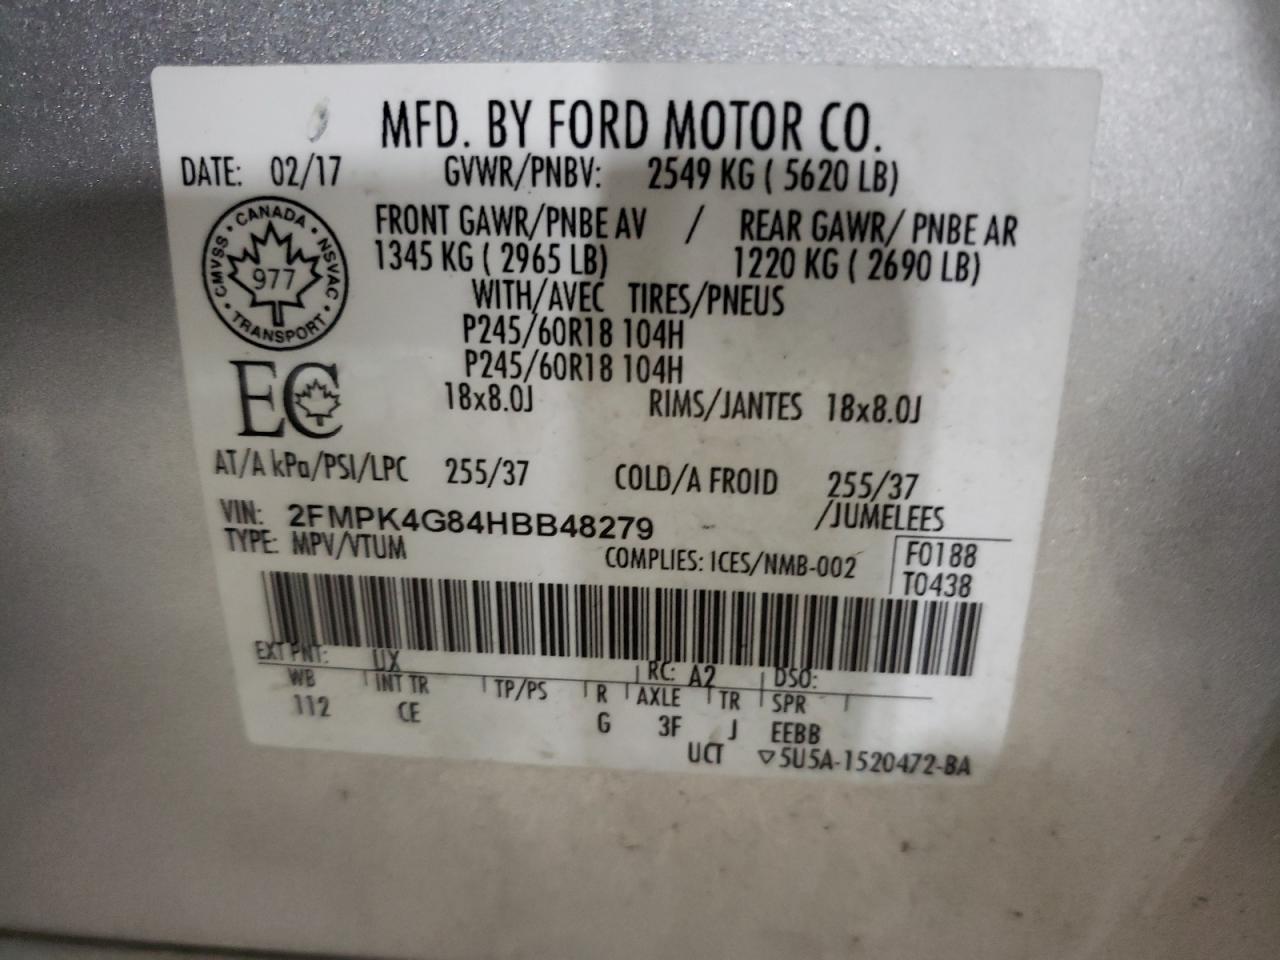 MFD. BY FORD MOTOR CO.
DATE: 02/17 GVWR/PNBV: 2549 KG ( 5620 LB)
FRONT GAWR/PNBE AV / REAR GAWR/ PNBE AR
1345 KG ( 2965 LB) 1220 KG ( 2690 LB)
WITH/AVEC TIRES/PNEUS
P245/60R18 104H
P245/60R18 104H
18x8.0J RIMS/JANTES 18x8.0J
CANADA · NSVAC · TRANSPORT · CMVSS ·
977
EC
AT/A kPa/PSI/LPC 255/37 COLD/A FROID 255/37
VIN: 2FMPK4G84HBB48279 /JUMELEES
TYPE: MPV/VTUM COMPLIES: ICES/NMB-002 F0188
T0438
EXT PNT: UX RC: A2 DSO:
WB INT TR TP/PS R AXLE TR SPR
112 CE G 3F J EEBB
UCT ▽5U5A-1520472-BA